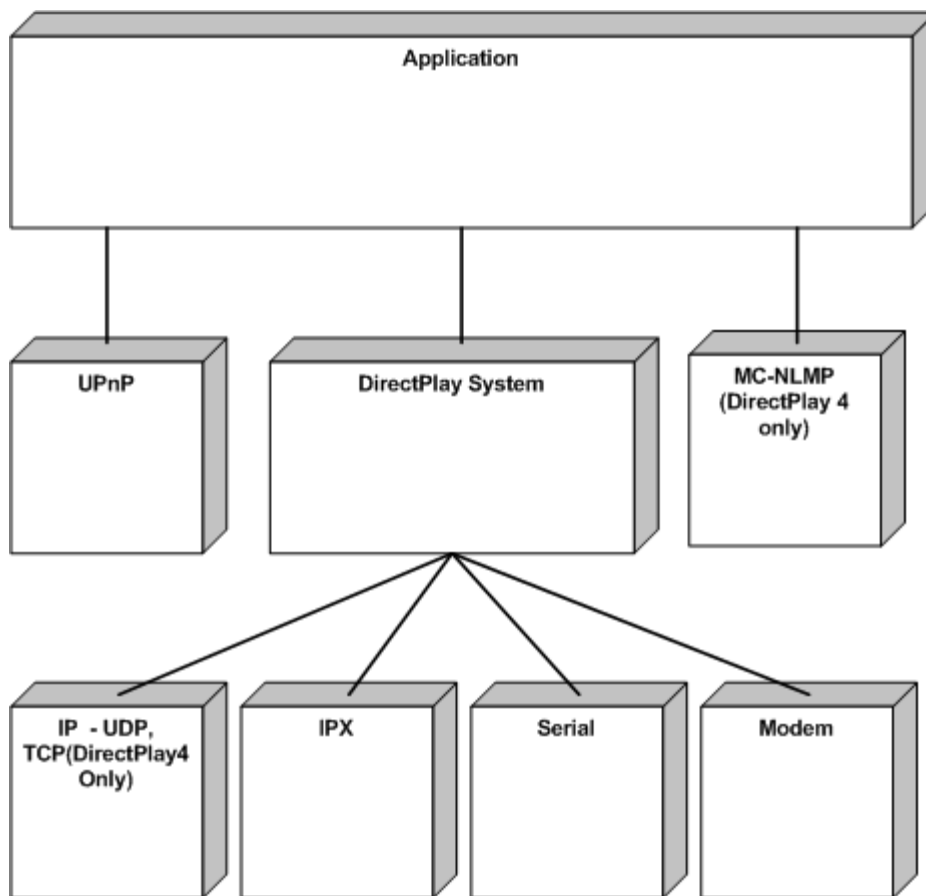 Application
UPnP
DirectPlay System
MC-NLMP
(DirectPlay 4
only)
IP  - UDP,
TCP(DirectPlay4
Only)
IPX
Serial
Modem